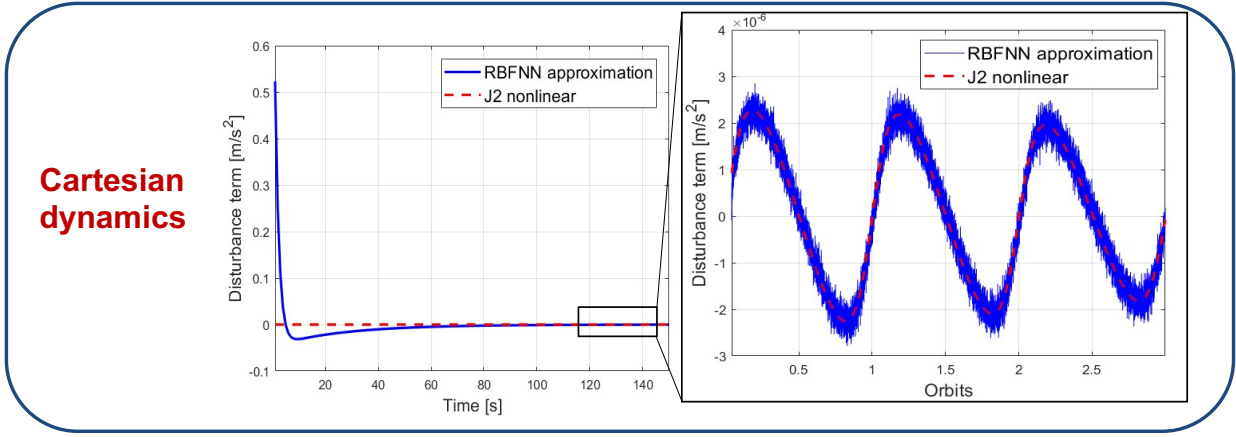 Cartesian
dynamics
0.6
0.5
0.4
0.3
0.2
0.1
0
-0.1
Disturbance term [m/s²]
RBFNN approximation
J2 nonlinear
20
40
60
80
100
120
140
Time [s]
×10⁻⁶
4
3
2
1
0
-1
-2
-3
Disturbance term [m/s²]
RBFNN approximation
J2 nonlinear
0.5
1
1.5
2
2.5
Orbits